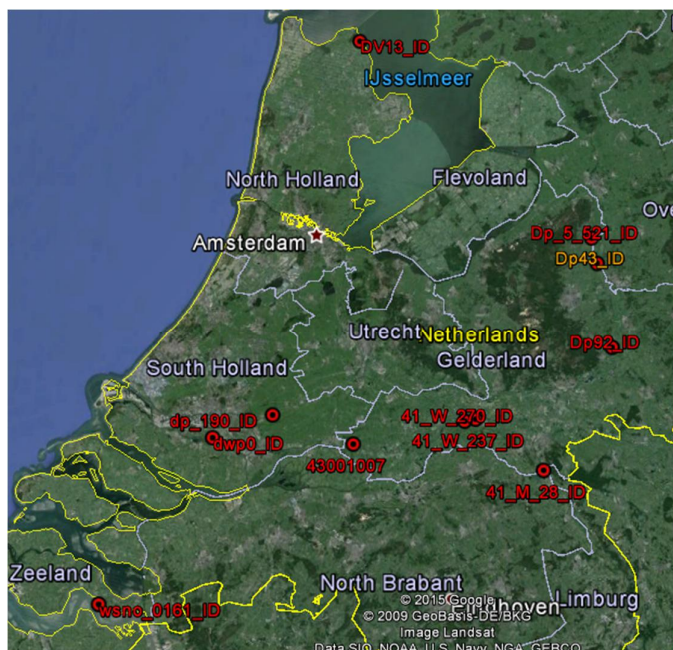 DV13_ID
IJsselmeer
North Holland
Flevoland
Ove
Amsterdam
Dp_5_521_ID
Dp43_ID
Utrecht
Netherlands
Dp92_ID
Gelderland
South Holland
dp_190_ID
41_W_270_ID
dwp0_ID
41_W_237_ID
43001007
41_M_28_ID
Zeeland
North Brabant
Eindhoven
Limburg
wsno_0161_ID
© 2015 Google
© 2009 GeoBasis-DE/BKG
Image Landsat
Data SIO, NOAA, U.S. Navy, NGA, GEBCO